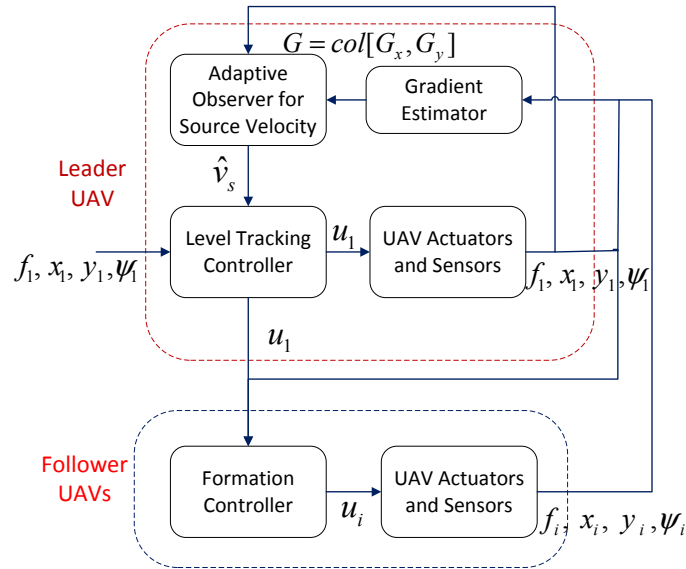 G = col[G_x, G_y]
Adaptive
Observer for
Source Velocity
Gradient
Estimator
Leader
UAV
v̂_s
Level Tracking
Controller
u_1
UAV Actuators
and Sensors
f_1, x_1, y_1, ψ_1
f_1, x_1, y_1, ψ_1
u_1
Follower
UAVs
Formation
Controller
u_i
UAV Actuators
and Sensors
f_i, x_i, y_i, ψ_i